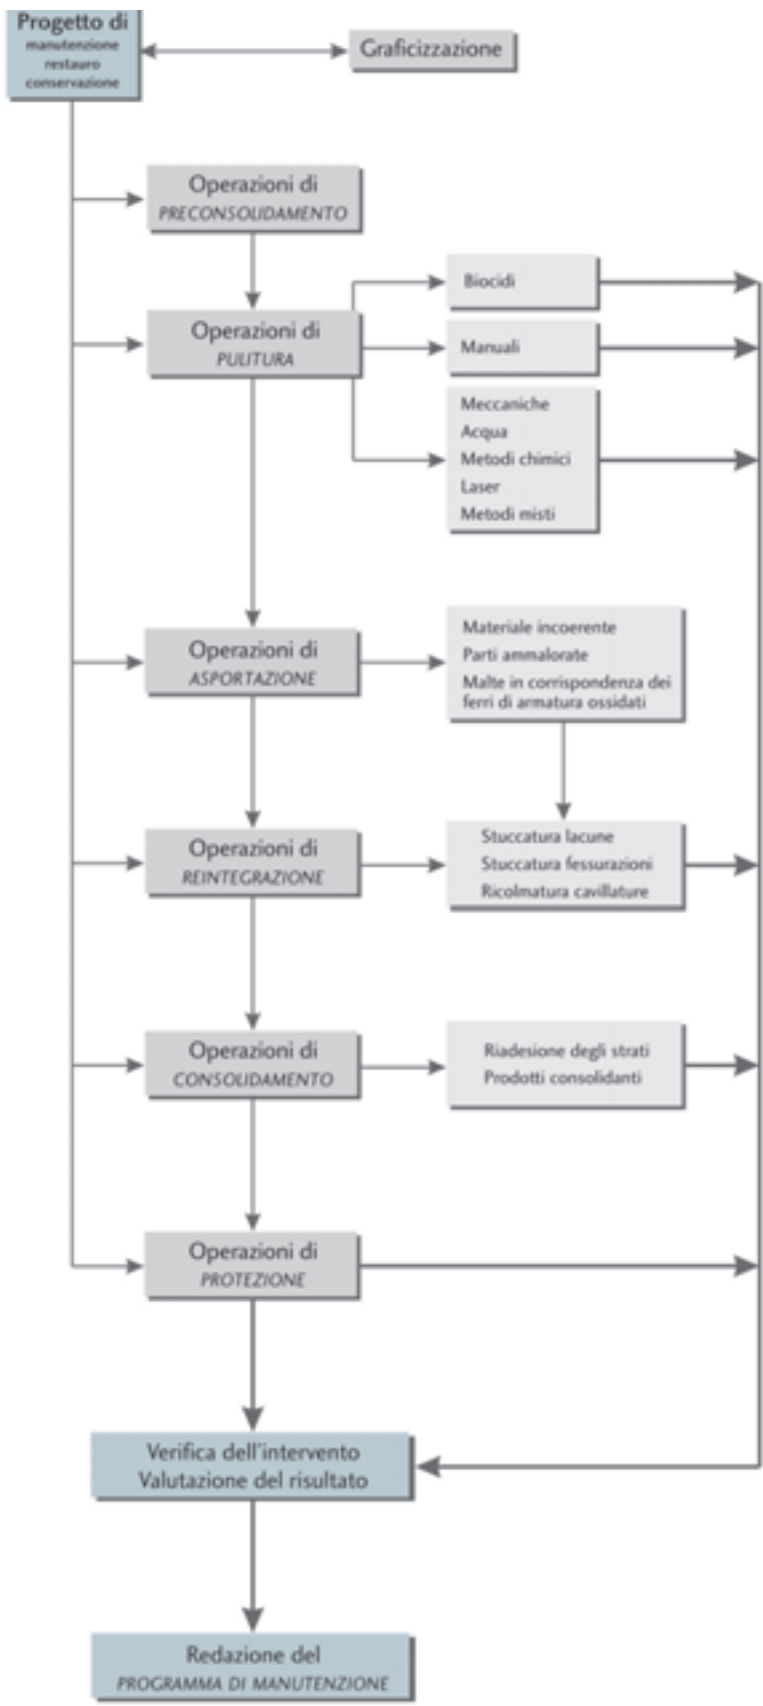 Progetto di
manutenzione
restauro
conservazione
Graficizzazione
Operazioni di
PRECONSOLIDAMENTO
Operazioni di
PULITURA
Biocidi
Manuali
Meccaniche
Acqua
Metodi chimici
Laser
Metodi misti
Operazioni di
ASPORTAZIONE
Materiale incoerente
Parti ammalorate
Malte in corrispondenza dei
ferri di armatura ossidati
Operazioni di
REINTEGRAZIONE
Stuccatura lacune
Stuccatura fessurazioni
Ricolmatura cavillature
Operazioni di
CONSOLIDAMENTO
Riadesione degli strati
Prodotti consolidanti
Operazioni di
PROTEZIONE
Verifica dell'intervento
Valutazione del risultato
Redazione del
PROGRAMMA DI MANUTENZIONE